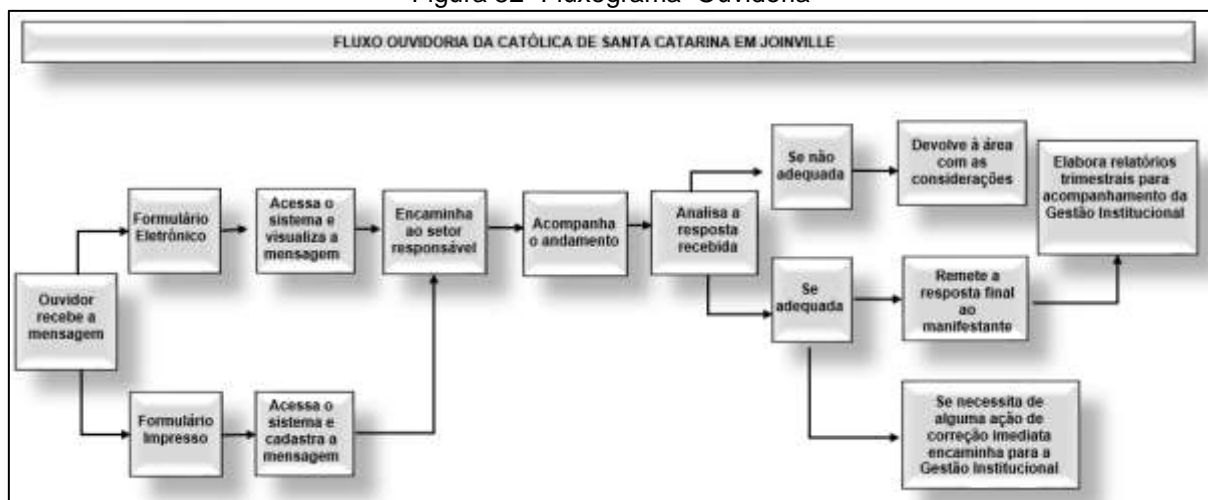 Figura 32- Fluxograma- Ouvidoria
FLUXO OUVIDORIA DA CATÓLICA DE SANTA CATARINA EM JOINVILLE
Ouvidor
recebe a
mensagem
Formulário
Eletrônico
Acessa o
sistema e
visualiza a
mensagem
Formulário
Impresso
Acessa o
sistema e
cadastra a
mensagem
Encaminha
ao setor
responsável
Acompanha
o andamento
Analisa a
resposta
recebida
Se não
adequada
Devolve à área
com as
considerações
Se
adequada
Remete a
resposta final
ao
manifestante
Elabora relatórios
trimestrais para
acompanhamento da
Gestão Institucional
Se necessita de
alguma ação de
correção imediata
encaminha para a
Gestão Institucional